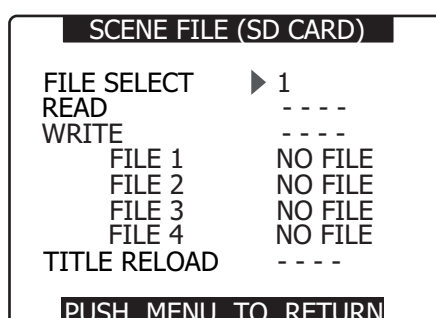 SCENE FILE (SD CARD)
FILE SELECT ▶ 1
READ - - - -
WRITE - - - -
FILE 1 NO FILE
FILE 2 NO FILE
FILE 3 NO FILE
FILE 4 NO FILE
TITLE RELOAD - - - -
PUSH MENU TO RETURN